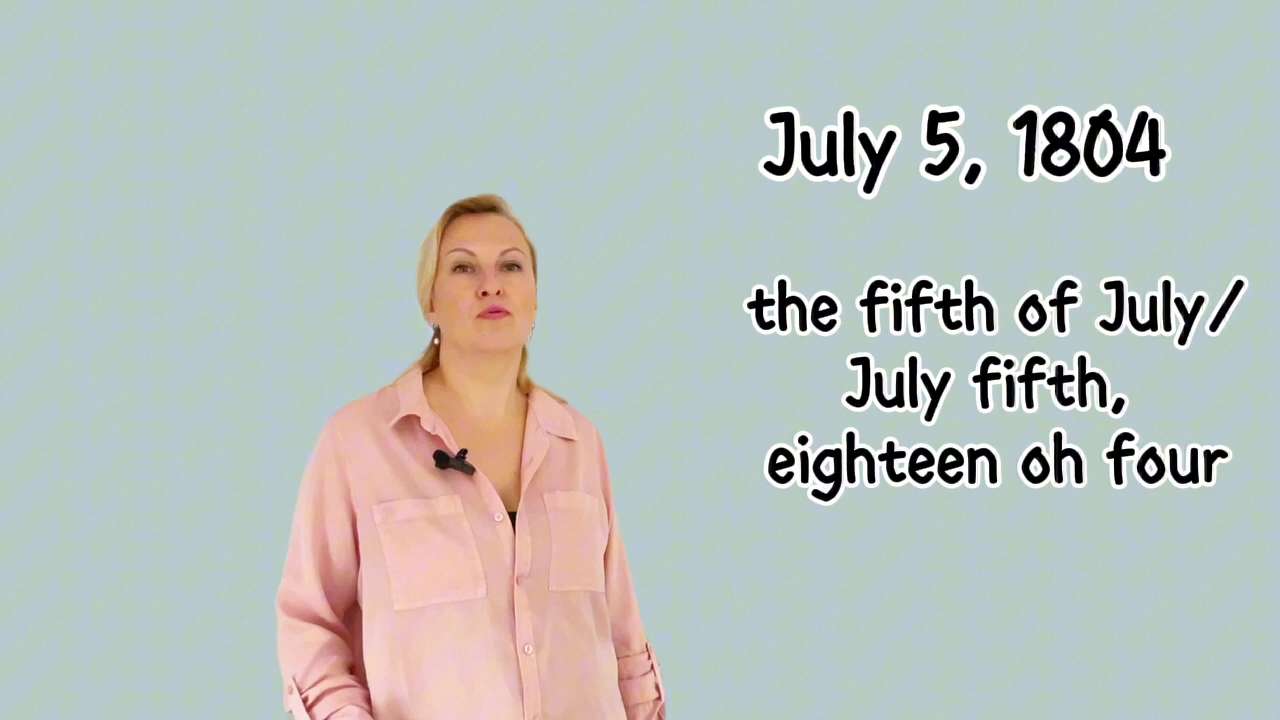 July 5, 1804
the fifth of July/
July fifth,
eighteen oh four